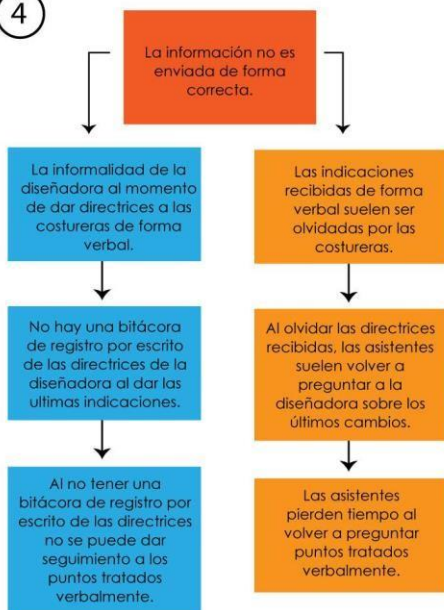 4
La información no es
enviada de forma
correcta.
La informalidad de la
diseñadora al momento
de dar directrices a las
costureras de forma
verbal.
No hay una bitácora
de registro por escrito
de las directrices de la
diseñadora al dar las
ultimas indicaciones.
Al no tener una
bitácora de registro por
escrito de las directrices
no se puede dar
seguimiento a los
puntos tratados
verbalmente.
Las indicaciones
recibidas de forma
verbal suelen ser
olvidadas por las
costureras.
Al olvidar las directrices
recibidas, las asistentes
suelen volver a
preguntar a la
diseñadora sobre los
últimos cambios.
Las asistentes
pierden tiempo al
volver a preguntar
puntos tratados
verbalmente.